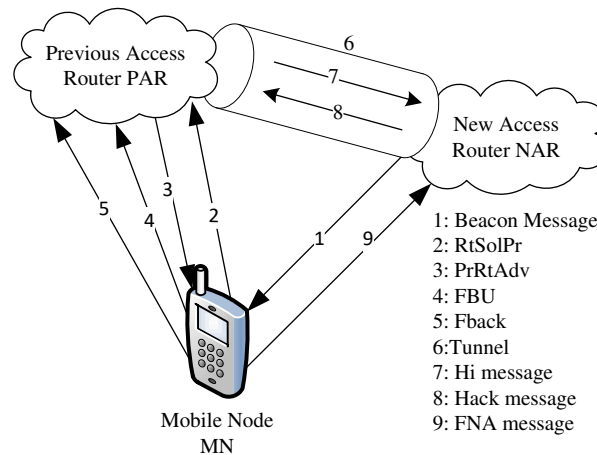 6
Previous Access
Router PAR
7
8
New Access
Router NAR
3
2
5
4
1
9
1: Beacon Message
2: RtSolPr
3: PrRtAdv
4: FBU
5: Fback
6:Tunnel
7: Hi message
8: Hack message
9: FNA message
Mobile Node
MN